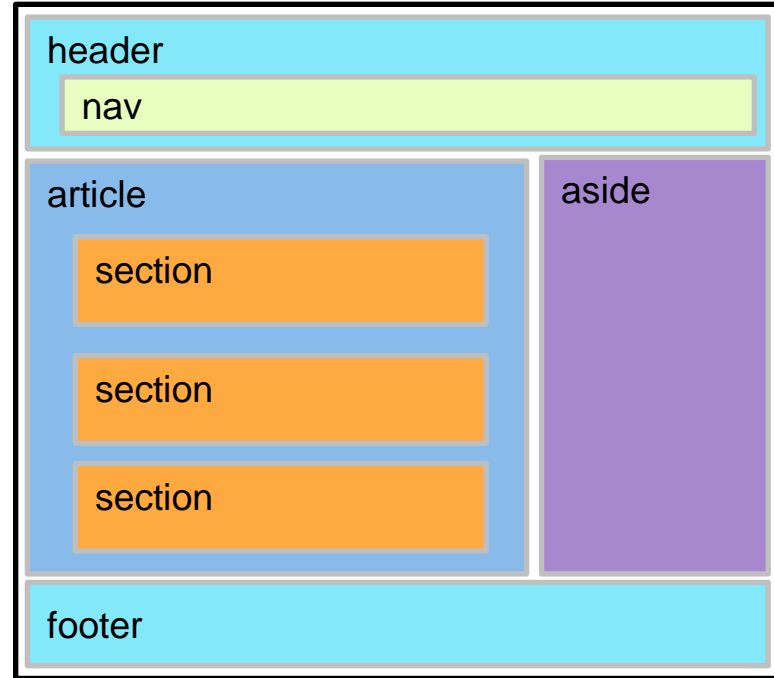 header
nav
article
aside
section
section
section
footer